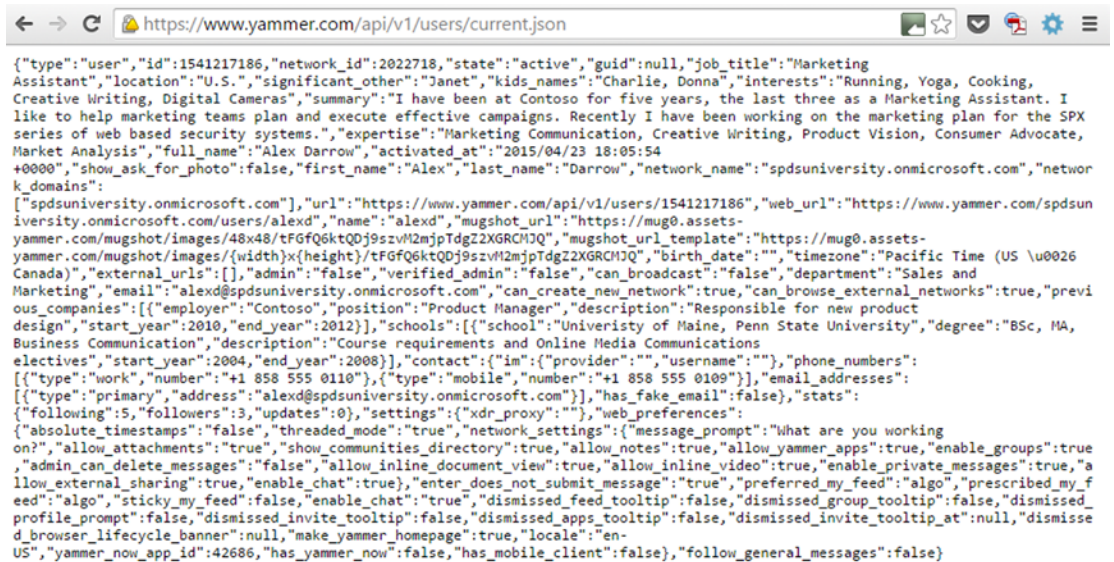 https://www.yammer.com/api/v1/users/current.json
{"type":"user","id":1541217186,"network_id":2022718,"state":"active","guid":null,"job_title":"Marketing
Assistant","location":"U.S.","significant_other":"Janet","kids_names":"Charlie, Donna","interests":"Running, Yoga, Cooking,
Creative Writing, Digital Cameras","summary":"I have been at Contoso for five years, the last three as a Marketing Assistant. I
like to help marketing teams plan and execute effective campaigns. Recently I have been working on the marketing plan for the SPX
series of web based security systems.","expertise":"Marketing Communication, Creative Writing, Product Vision, Consumer Advocate,
Market Analysis","full_name":"Alex Darrow","activated_at":"2015/04/23 18:05:54
+0000","show_ask_for_photo":false,"first_name":"Alex","last_name":"Darrow","network_name":"spdsuniversity.onmicrosoft.com","networ
k_domains":
["spdsuniversity.onmicrosoft.com"],"url":"https://www.yammer.com/api/v1/users/1541217186","web_url":"https://www.yammer.com/spdsun
iversity.onmicrosoft.com/users/alexd","name":"alexd","mugshot_url":"https://mug0.assets-
yammer.com/mugshot/images/48x48/tFGfQ6ktQDj9szvM2mjpTdgZ2XGRCMJQ","mugshot_url_template":"https://mug0.assets-
yammer.com/mugshot/images/{width}x{height}/tFGfQ6ktQDj9szvM2mjpTdgZ2XGRCMJQ","birth_date":"","timezone":"Pacific Time (US \u0026
Canada)","external_urls":[],"admin":"false","verified_admin":"false","can_broadcast":"false","department":"Sales and
Marketing","email":"alexd@spdsuniversity.onmicrosoft.com","can_create_new_network":true,"can_browse_external_networks":true,"previ
ous_companies":[{"employer":"Contoso","position":"Product Manager","description":"Responsible for new product
design","start_year":2010,"end_year":2012}],"schools":[{"school":"Univeristy of Maine, Penn State University","degree":"BSc, MA,
Business Communication","description":"Course requirements and Online Media Communications
electives","start_year":2004,"end_year":2008}],"contact":{"im":{"provider":"","username":""},"phone_numbers":
[{"type":"work","number":"+1 858 555 0110"},{"type":"mobile","number":"+1 858 555 0109"}],"email_addresses":
[{"type":"primary","address":"alexd@spdsuniversity.onmicrosoft.com"}],"has_fake_email":false},"stats":
{"following":5,"followers":3,"updates":0},"settings":{"xdr_proxy":""},"web_preferences":
{"absolute_timestamps":"false","threaded_mode":"true","network_settings":{"message_prompt":"What are you working
on?","allow_attachments":"true","show_communities_directory":true,"allow_notes":true,"allow_yammer_apps":true,"enable_groups":true
,"admin_can_delete_messages":"false","allow_inline_document_view":true,"allow_inline_video":true,"enable_private_messages":true,"a
llow_external_sharing":true,"enable_chat":true},"enter_does_not_submit_message":"true","preferred_my_feed":"algo","prescribed_my_f
eed":"algo","sticky_my_feed":false,"enable_chat":"true","dismissed_feed_tooltip":false,"dismissed_group_tooltip":false,"dismissed_
profile_prompt":false,"dismissed_invite_tooltip":false,"dismissed_apps_tooltip":false,"dismissed_invite_tooltip_at":null,"dismisse
d_browser_lifecycle_banner":null,"make_yammer_homepage":true,"locale":"en-
US","yammer_now_app_id":42686,"has_yammer_now":false,"has_mobile_client":false},"follow_general_messages":false}